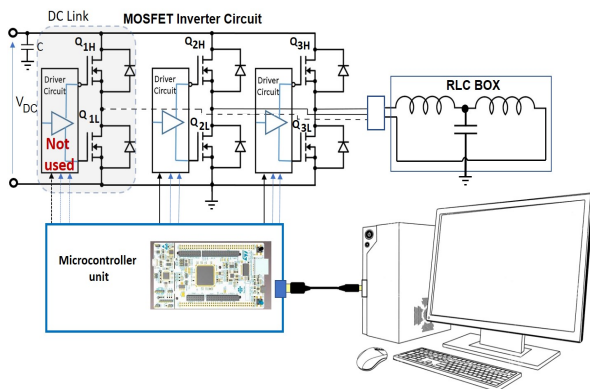 DC Link
MOSFET Inverter Circuit
Q1H
Q2H
Q3H
C
Driver
Circuit
Driver
Circuit
Driver
Circuit
VDC
Q1L
Q2L
Q3L
Not
used
RLC BOX
Microcontroller
unit